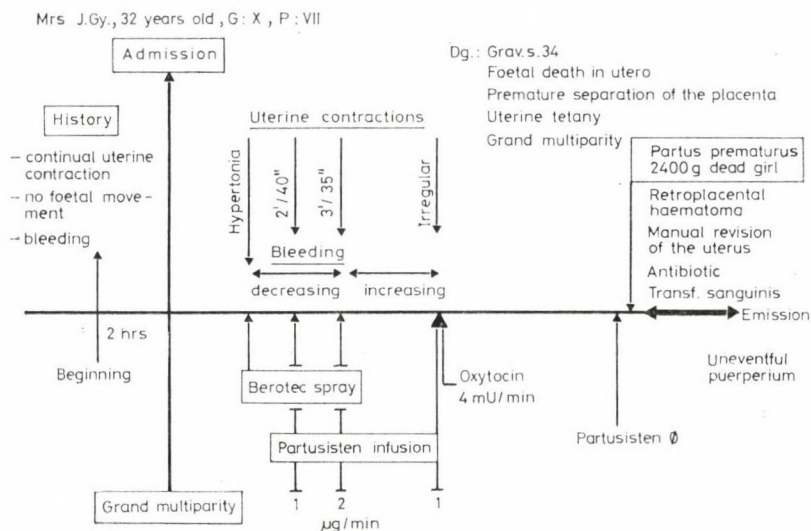 Mrs J.Gy., 32 years old, G: X, P: VII
Admission
History
– continual uterine
contraction
– no foetal move-
ment
– bleeding
Dg.: Grav. s. 34
Foetal death in utero
Premature separation of the placenta
Uterine tetany
Grand multiparity
Uterine contractions
Hypertonia
2'/40"
3'/35"
Irregular
Bleeding
decreasing
increasing
Partus prematurus
2400 g dead girl
Retroplacental
haematoma
Manual revision
of the uterus
Antibiotic
Transf. sanguinis
Emission
2 hrs
Beginning
Berotec spray
Oxytocin
4 mU/min
Partusisten infusion
Partusisten ∅
Uneventful
puerperium
Grand multiparity
1
2
1
µg/min